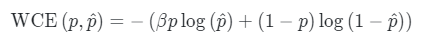 WCE (p, p̂) = − (βp log (p̂) + (1 − p) log (1 − p̂))